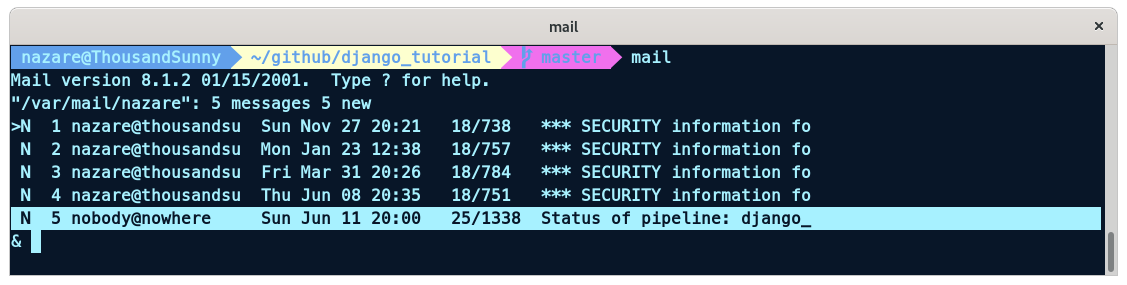 mail
nazare@ThousandSunny ~/github/django_tutorial master mail
Mail version 8.1.2 01/15/2001.  Type ? for help.
"/var/mail/nazare": 5 messages 5 new
>N  1 nazare@thousandsu  Sun Nov 27 20:21   18/738   *** SECURITY information fo
 N  2 nazare@thousandsu  Mon Jan 23 12:38   18/757   *** SECURITY information fo
 N  3 nazare@thousandsu  Fri Mar 31 20:26   18/784   *** SECURITY information fo
 N  4 nazare@thousandsu  Thu Jun 08 20:35   18/751   *** SECURITY information fo
 N  5 nobody@nowhere     Sun Jun 11 20:00   25/1338  Status of pipeline: django_
&